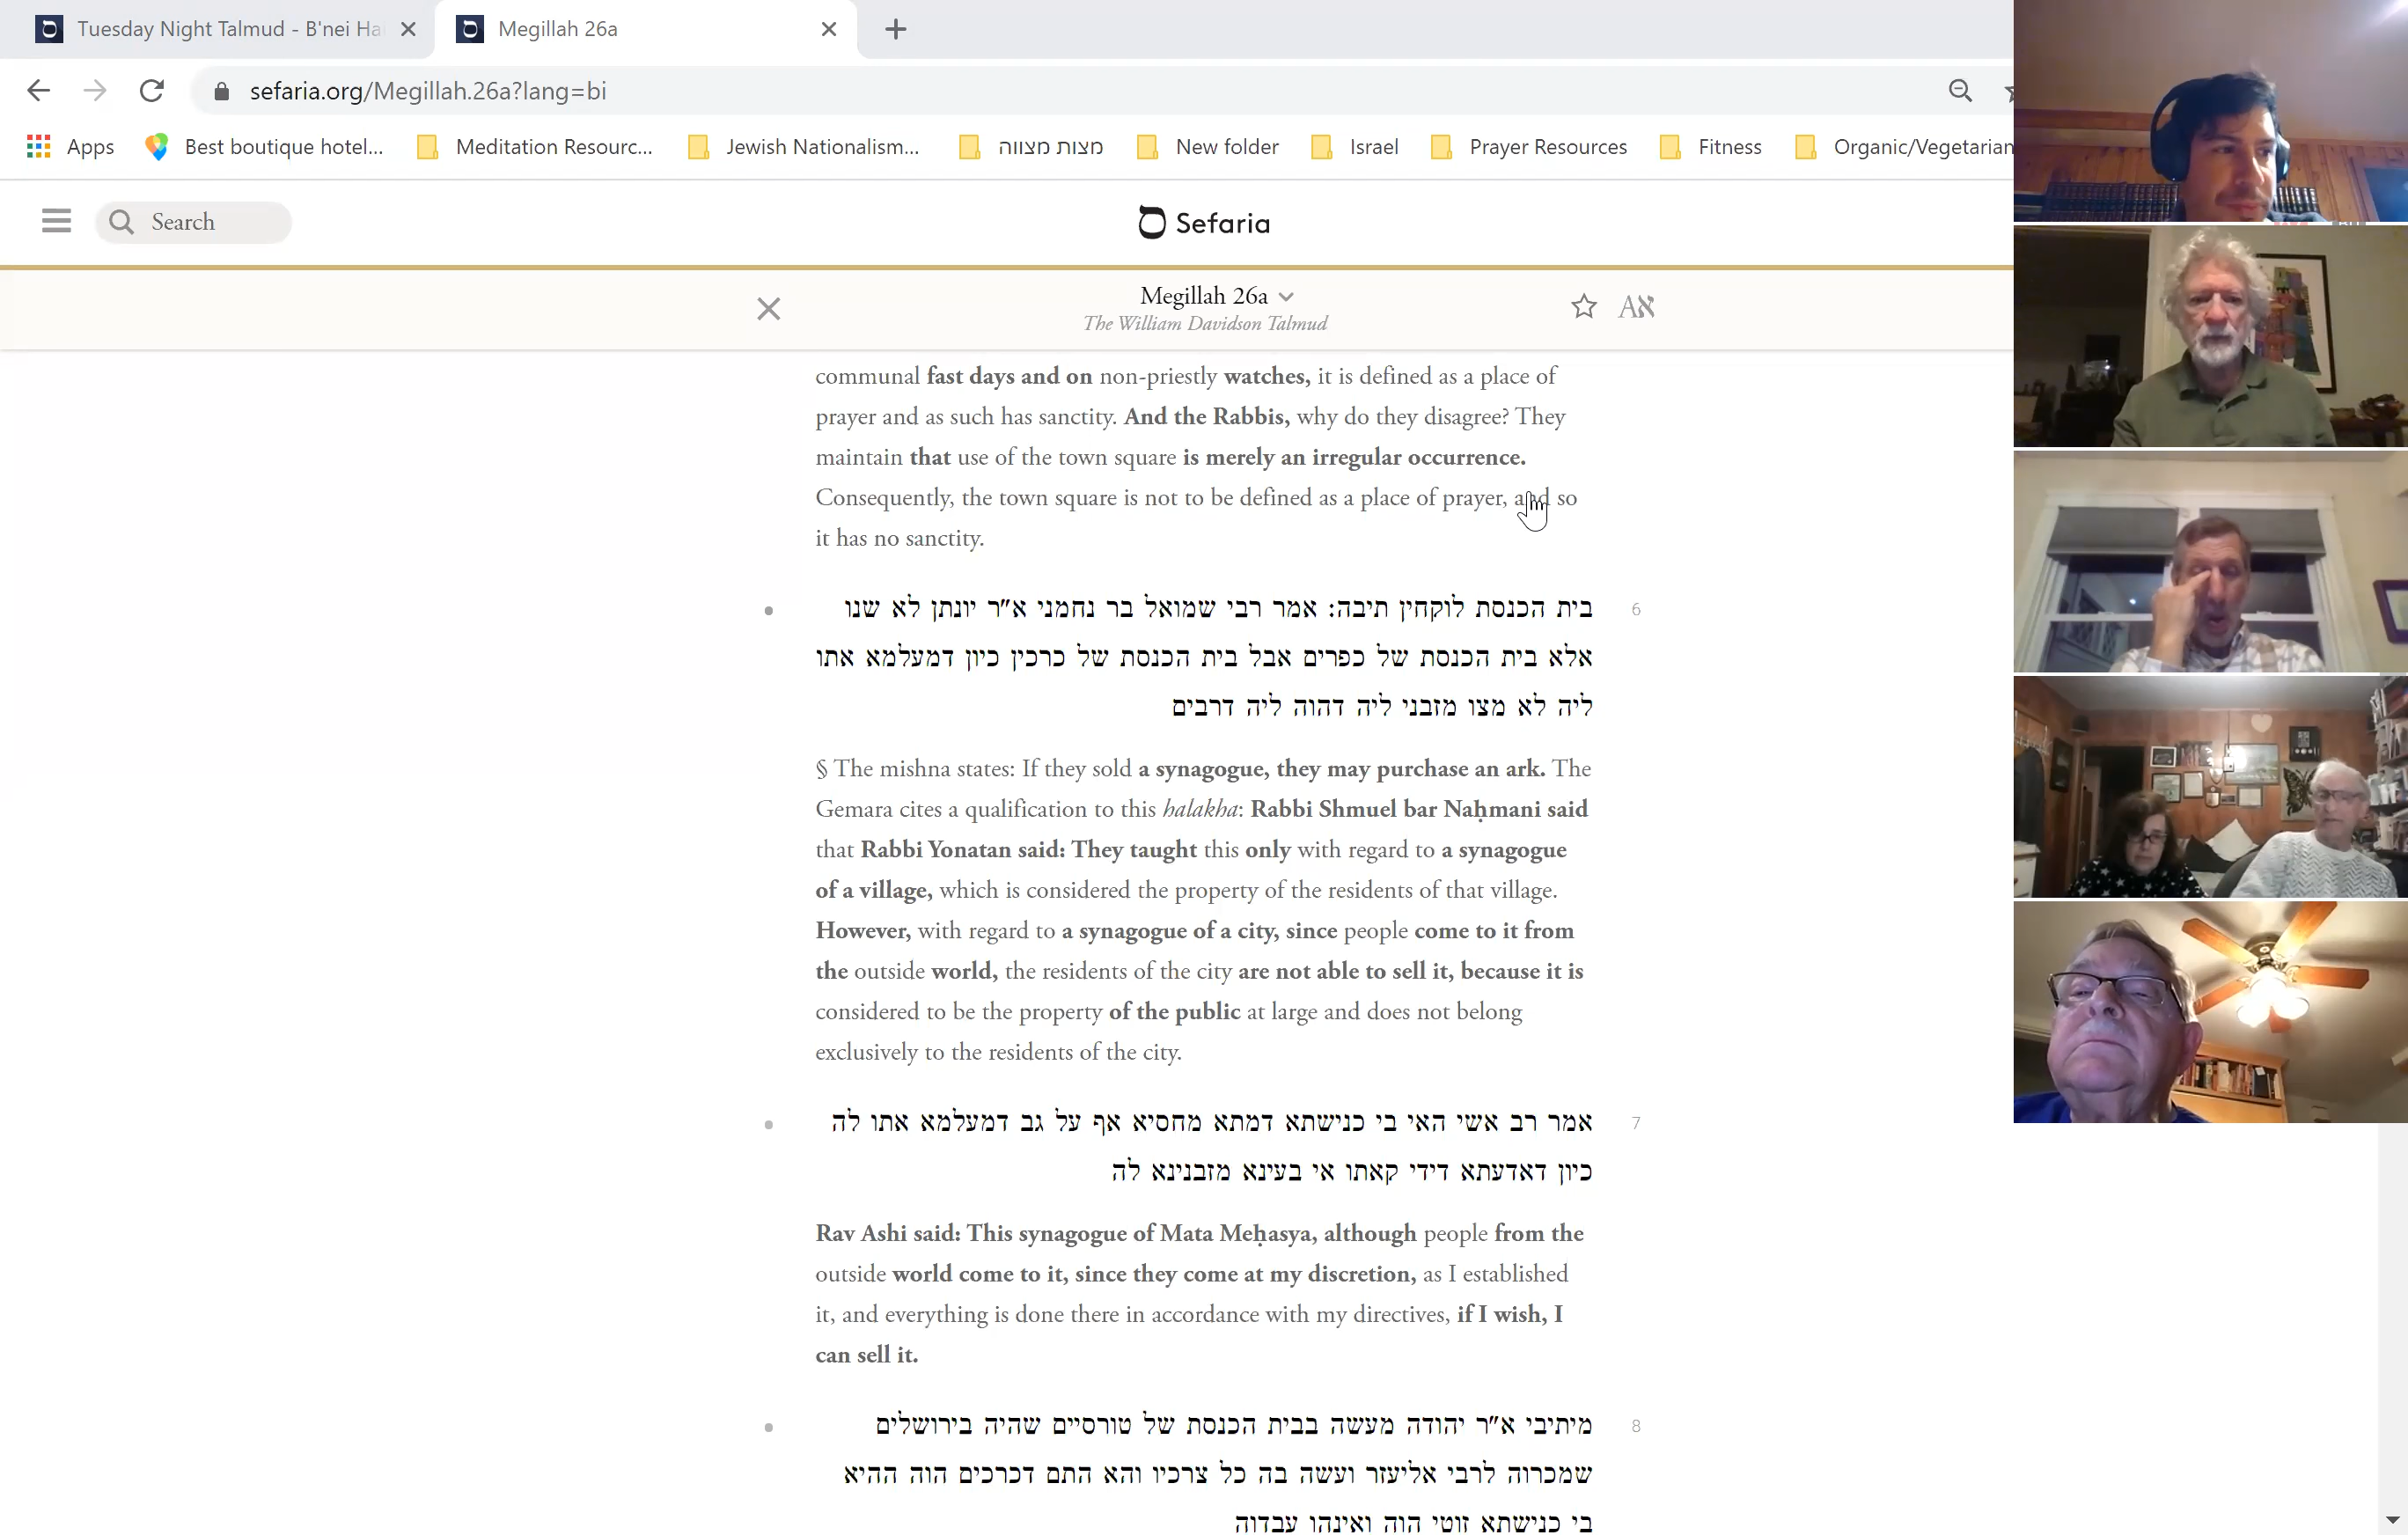 Tuesday Night Talmud - B'nei Ha
Megillah 26a
sefaria.org/Megillah.26a?lang=bi
Apps
Best boutique hotel...
Meditation Resourc...
Jewish Nationalism...
מצות מצווה
New folder
Israel
Prayer Resources
Fitness
Organic/Vegetarian
Search
Sefaria
Megillah 26a
The William Davidson Talmud
Aא
communal fast days and on non-priestly watches, it is defined as a place of
prayer and as such has sanctity. And the Rabbis, why do they disagree? They
maintain that use of the town square is merely an irregular occurrence.
Consequently, the town square is not to be defined as a place of prayer, and so
it has no sanctity.
6
בית הכנסת לוקחין תיבה: אמר רבי שמואל בר נחמני א״ר יונתן לא שנו
אלא בית הכנסת של כפרים אבל בית הכנסת של כרכין כיון דמעלמא אתו
ליה לא מצו מזבני ליה דהוה ליה דרבים
§ The mishna states: If they sold a synagogue, they may purchase an ark. The
Gemara cites a qualification to this halakha: Rabbi Shmuel bar Naḥmani said
that Rabbi Yonatan said: They taught this only with regard to a synagogue
of a village, which is considered the property of the residents of that village.
However, with regard to a synagogue of a city, since people come to it from
the outside world, the residents of the city are not able to sell it, because it is
considered to be the property of the public at large and does not belong
exclusively to the residents of the city.
7
אמר רב אשי האי בי כנישתא דמתא מחסיא אף על גב דמעלמא אתו לה
כיון דאדעתא דידי קאתו אי בעינא מזבנינא לה
Rav Ashi said: This synagogue of Mata Meḥasya, although people from the
outside world come to it, since they come at my discretion, as I established
it, and everything is done there in accordance with my directives, if I wish, I
can sell it.
8
מיתיבי א״ר יהודה מעשה בבית הכנסת של טורסיים שהיה בירושלים
שמכרוה לרבי אליעזר ועשה בה כל צרכיו והא התם דכרכים הוה ההיא
בי כנישתא זוטי הוה ואינהו עבדוה